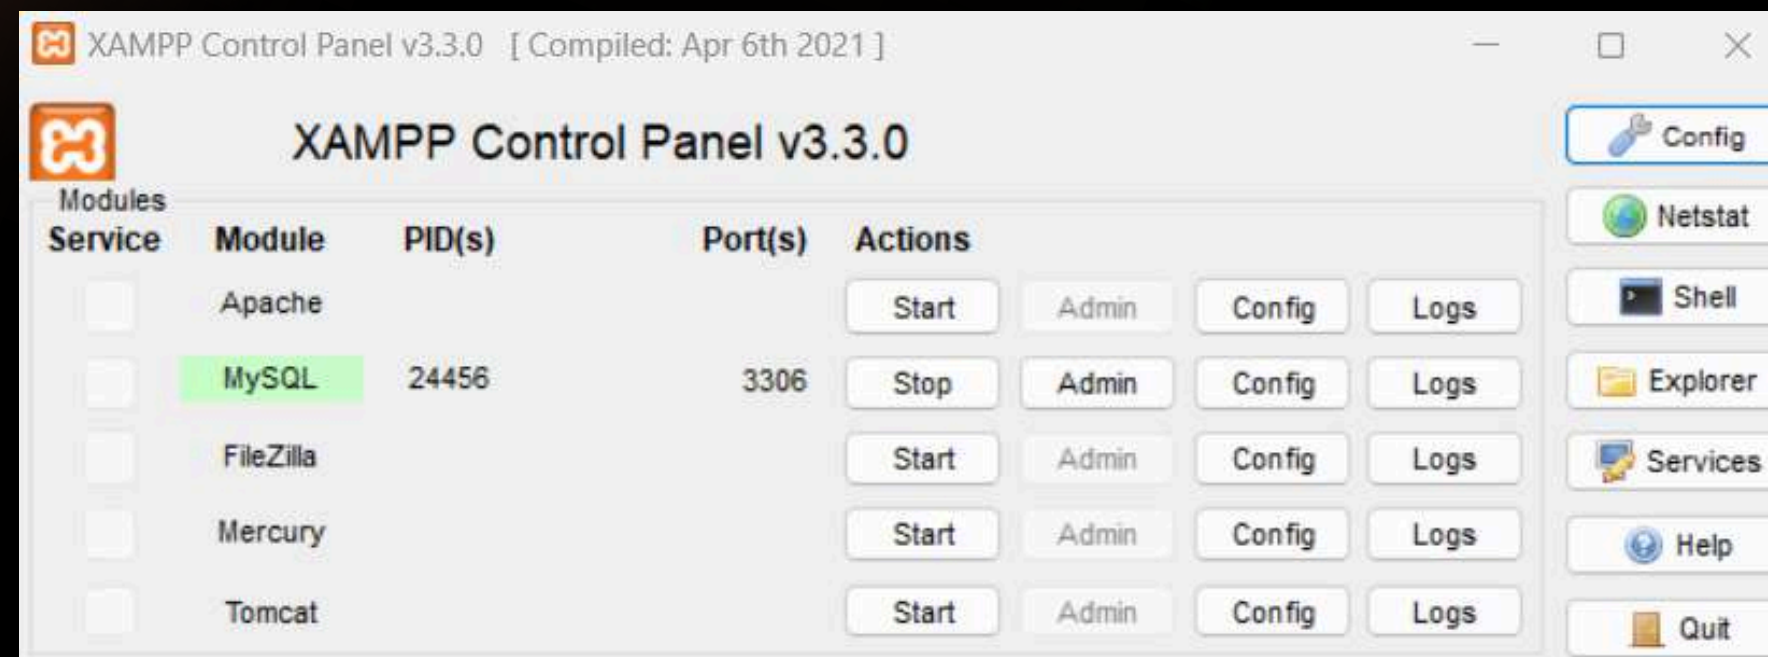 XAMPP Control Panel v3.3.0 [ Compiled: Apr 6th 2021 ]
XAMPP Control Panel v3.3.0
Config
Modules
Netstat
Service Module PID(s) Port(s) Actions
Apache Start Admin Config Logs
Shell
MySQL 24456 3306 Stop Admin Config Logs
Explorer
FileZilla Start Admin Config Logs
Services
Mercury Start Admin Config Logs
Help
Tomcat Start Admin Config Logs
Quit